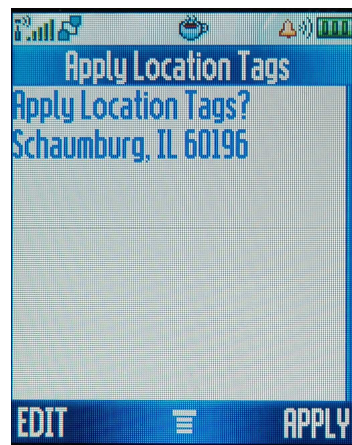 Apply Location Tags
Apply Location Tags?
Schaumburg, IL 60196
EDIT
APPLY